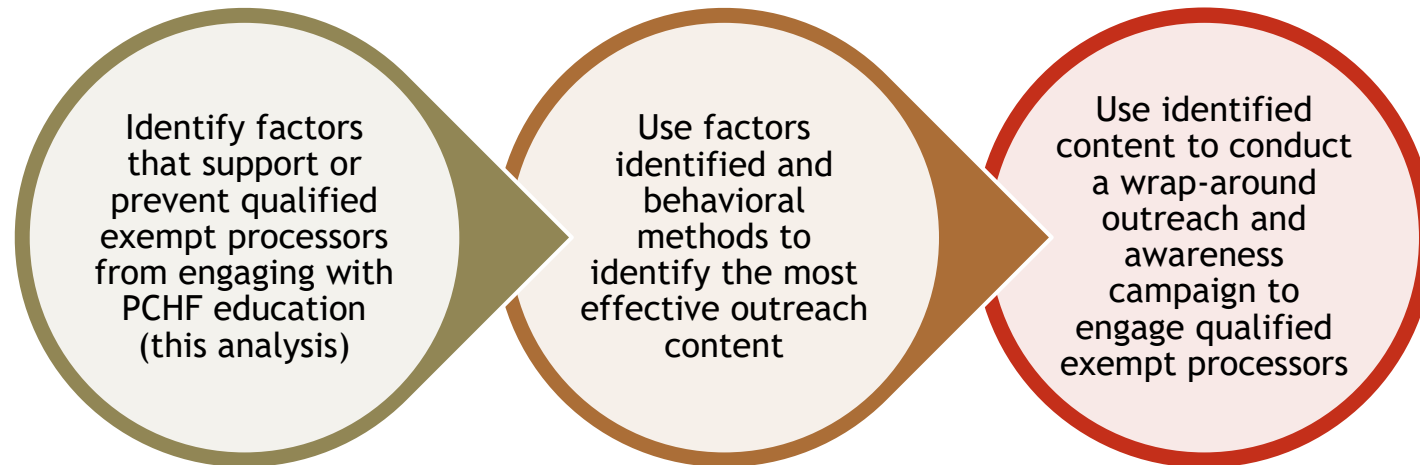 Identify factors
that support or
prevent qualified
exempt processors
from engaging with
PCHF education
(this analysis)
Use factors
identified and
behavioral
methods to
identify the most
effective outreach
content
Use identified
content to conduct
a wrap-around
outreach and
awareness
campaign to
engage qualified
exempt processors